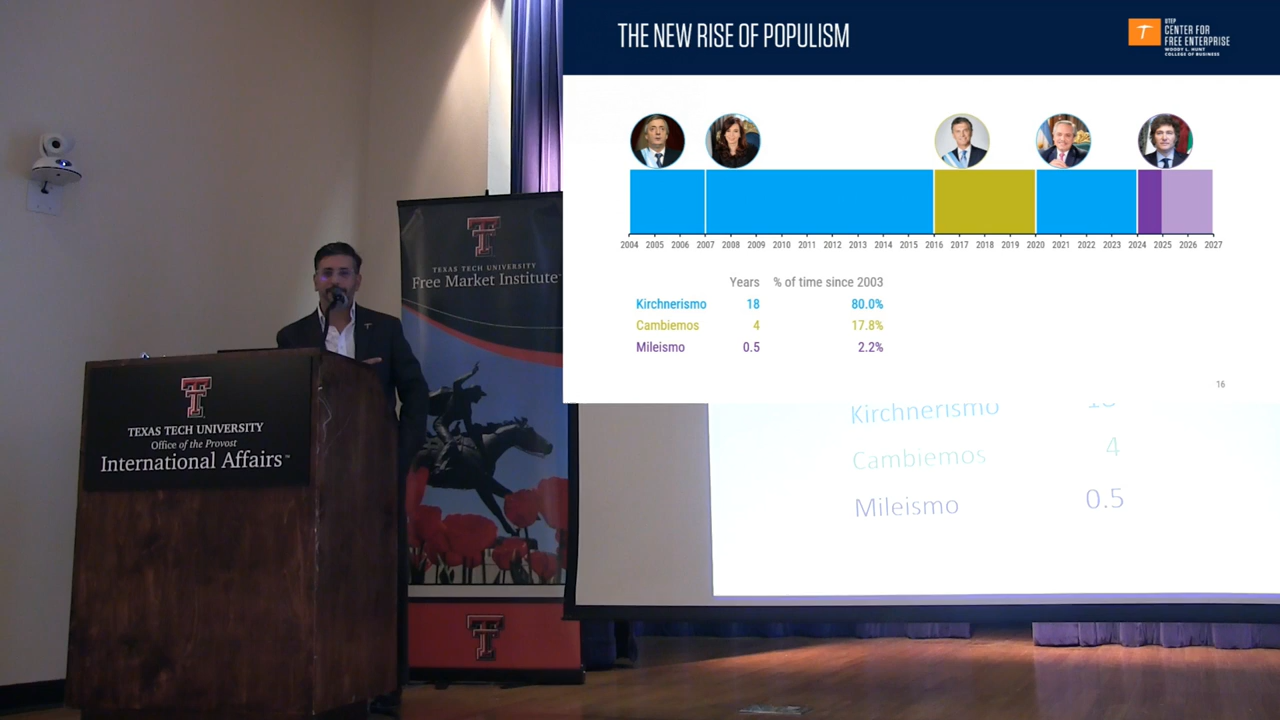 THE NEW RISE OF POPULISM
UTEP
CENTER FOR
FREE ENTERPRISE
WOODY L. HUNT
COLLEGE OF BUSINESS
2004 2005 2006 2007 2008 2009 2010 2011 2012 2013 2014 2015 2016 2017 2018 2019 2020 2021 2022 2023 2024 2025 2026 2027
Years % of time since 2003
Kirchnerismo 18 80.0%
Cambiemos 4 17.8%
Mileismo 0.5 2.2%
16
Kirchnerismo 18
Cambiemos 4
Mileismo 0.5
TEXAS TECH UNIVERSITY
Free Market Institute
TEXAS TECH UNIVERSITY
Office of the Provost
International Affairs™